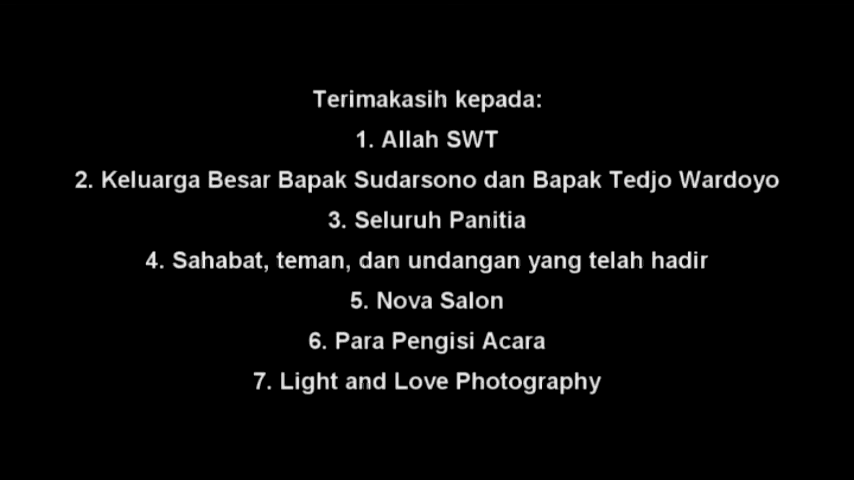 Terimakasih kepada:
1. Allah SWT
2. Keluarga Besar Bapak Sudarsono dan Bapak Tedjo Wardoyo
3. Seluruh Panitia
4. Sahabat, teman, dan undangan yang telah hadir
5. Nova Salon
6. Para Pengisi Acara
7. Light and Love Photography